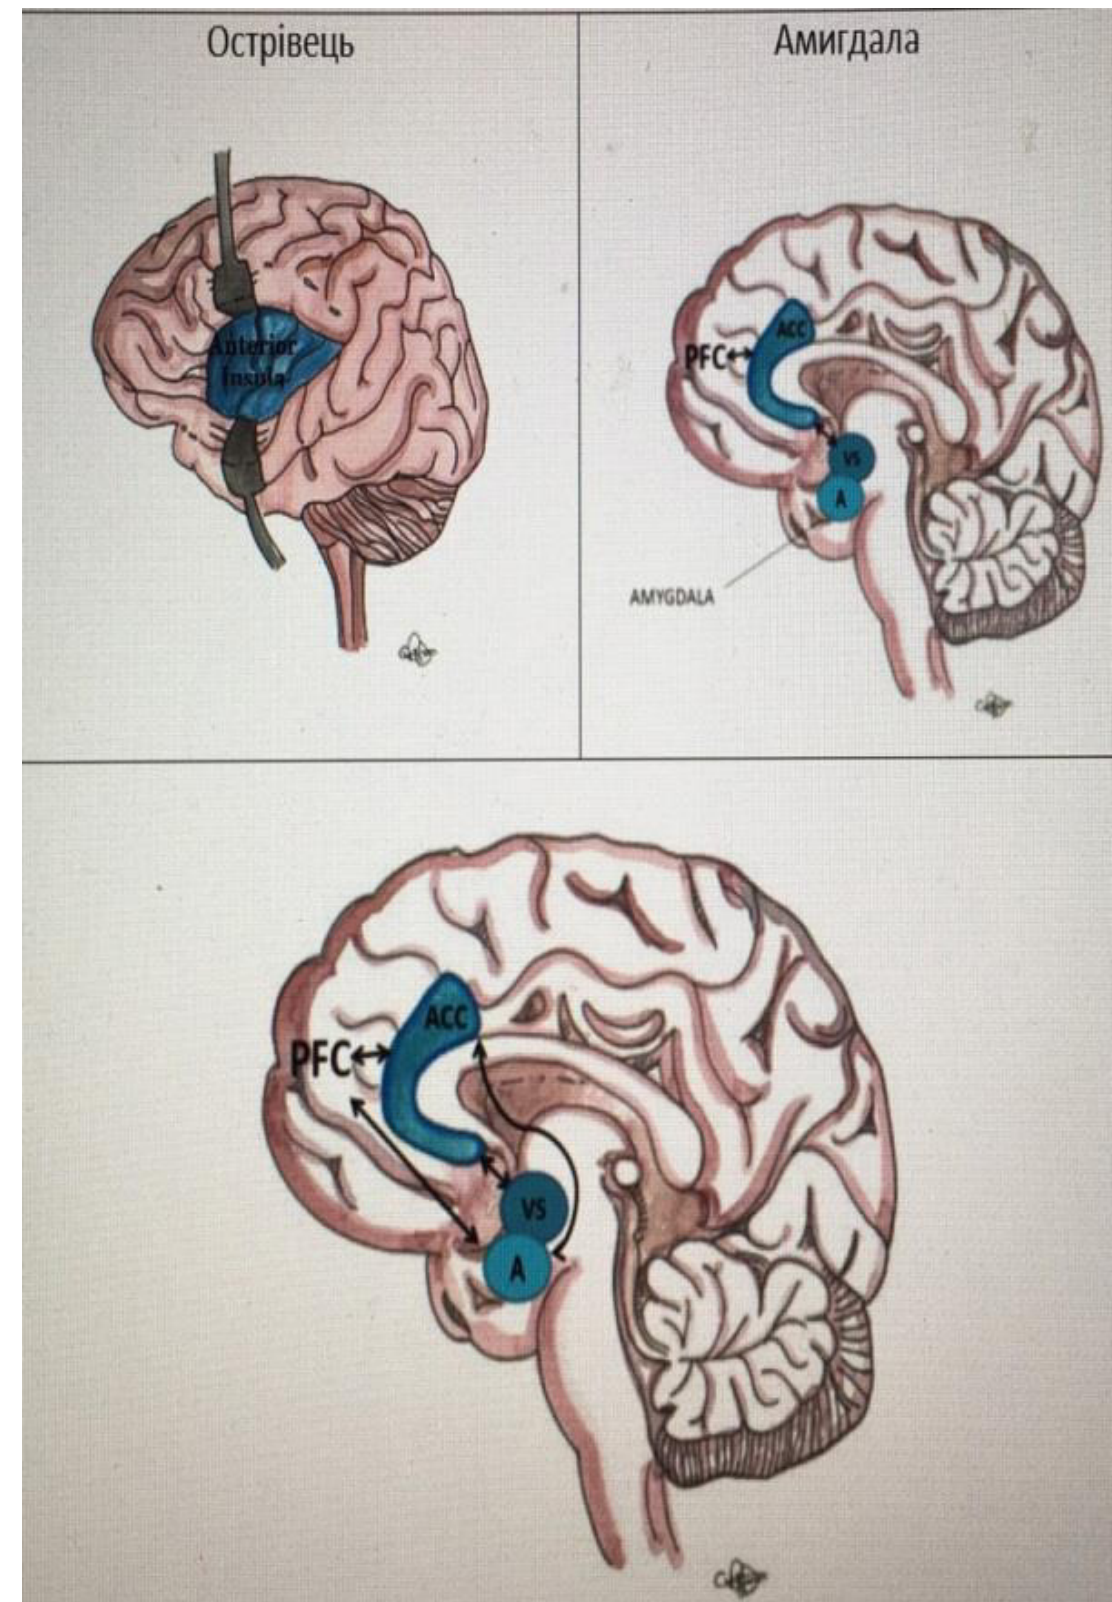 Острівець
Амигдала
Anterior
Insula
ACC
PFC
VS
A
AMYGDALA
ACC
PFC
VS
A